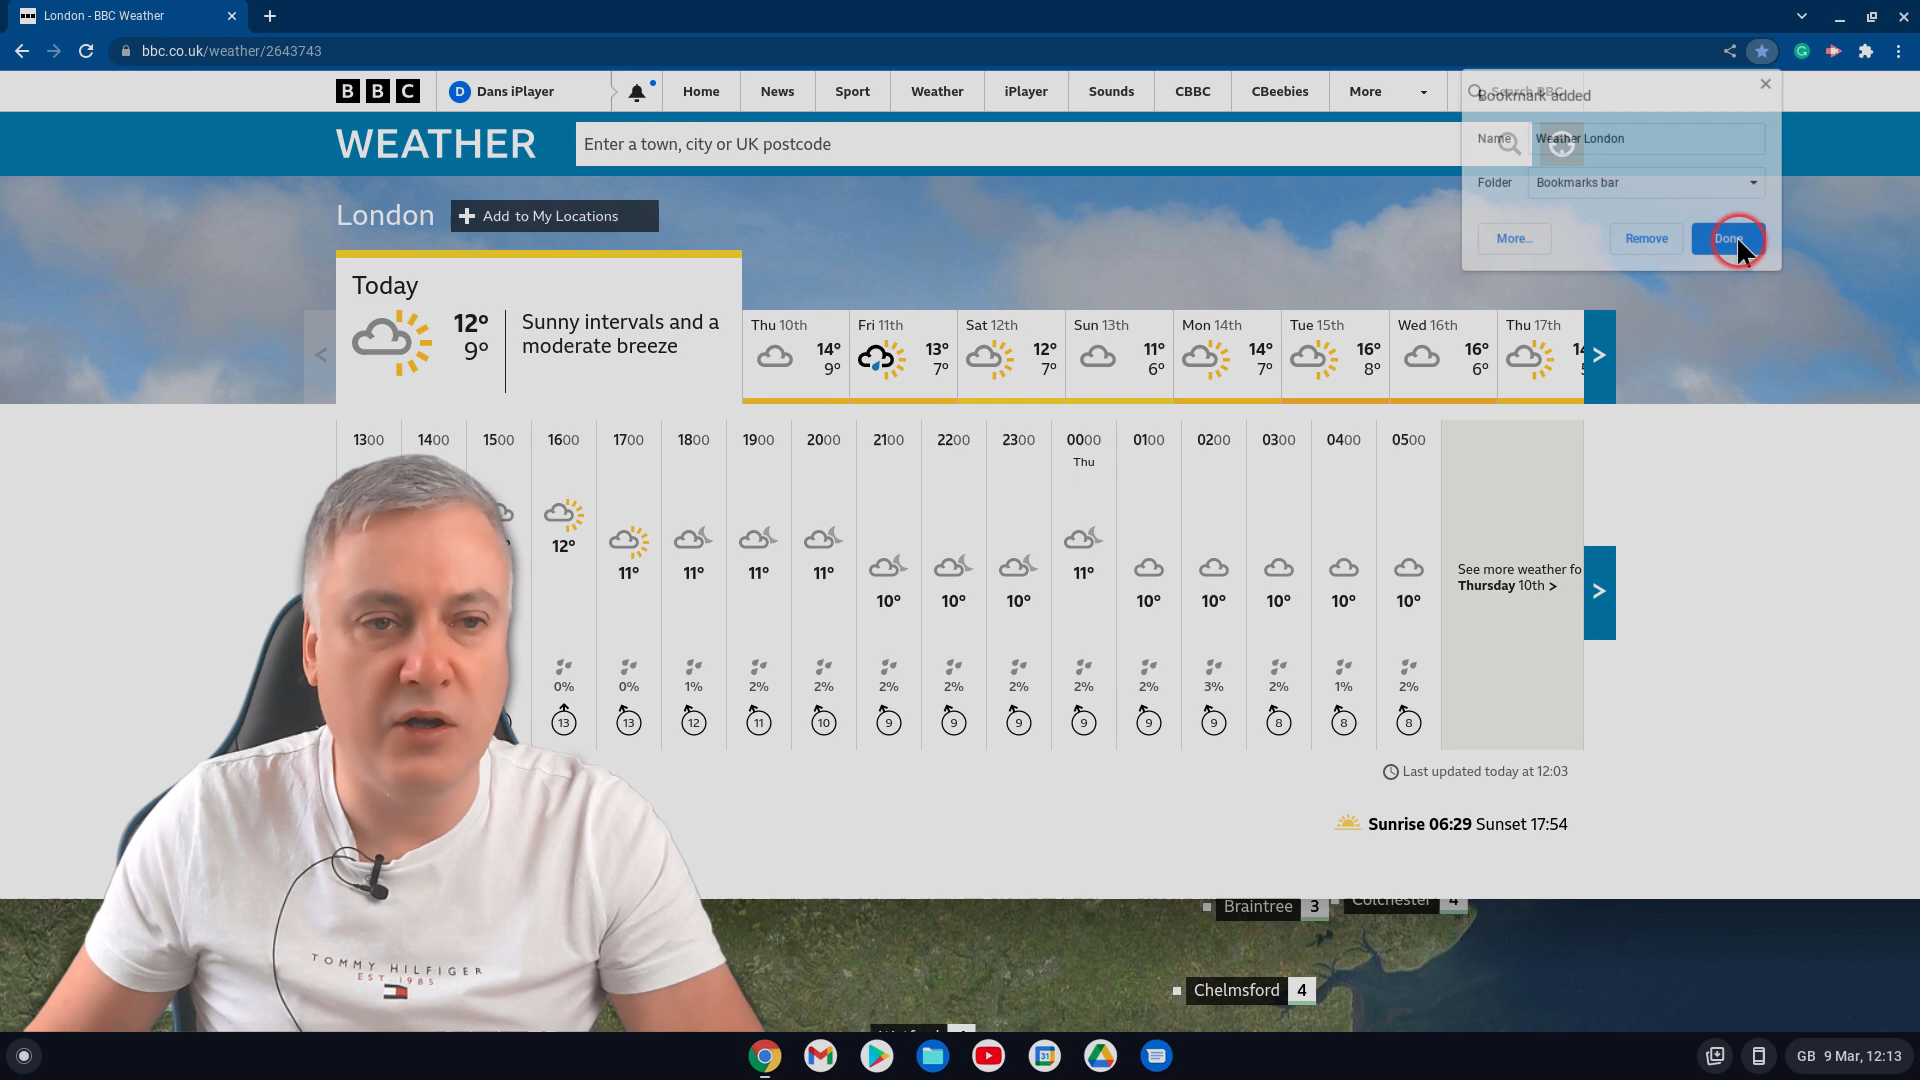 London - BBC Weather
bbc.co.uk/weather/2643743
BBC
D Dans iPlayer
Home News Sport Weather iPlayer Sounds CBBC CBeebies More
Search BBC
Bookmark added
WEATHER
Enter a town, city or UK postcode
Name Weather London
Folder Bookmarks bar
More... Remove Done
London
Add to My Locations
Today
12° 9°
Sunny intervals and a
moderate breeze
Thu 10th Fri 11th Sat 12th Sun 13th Mon 14th Tue 15th Wed 16th Thu 17th
14° 13° 12° 11° 14° 16° 16°
9° 7° 7° 6° 7° 8° 6°
1300 1400 1500 1600 1700 1800 1900 2000 2100 2200 2300 0000 0100 0200 0300 0400 0500
Thu
12° 11° 11° 11° 11° 10° 10° 10° 11° 10° 10° 10° 10° 10°
See more weather fo
Thursday 10th >
0% 0% 1% 2% 2% 2% 2% 2% 2% 2% 3% 2% 1% 2%
13 13 12 11 10 9 9 9 9 9 9 8 8 8
Last updated today at 12:03
Sunrise 06:29 Sunset 17:54
Braintree 3
Colchester 4
Chelmsford 4
TOMMY HILFIGER
EST 1985
31
GB 9 Mar, 12:13